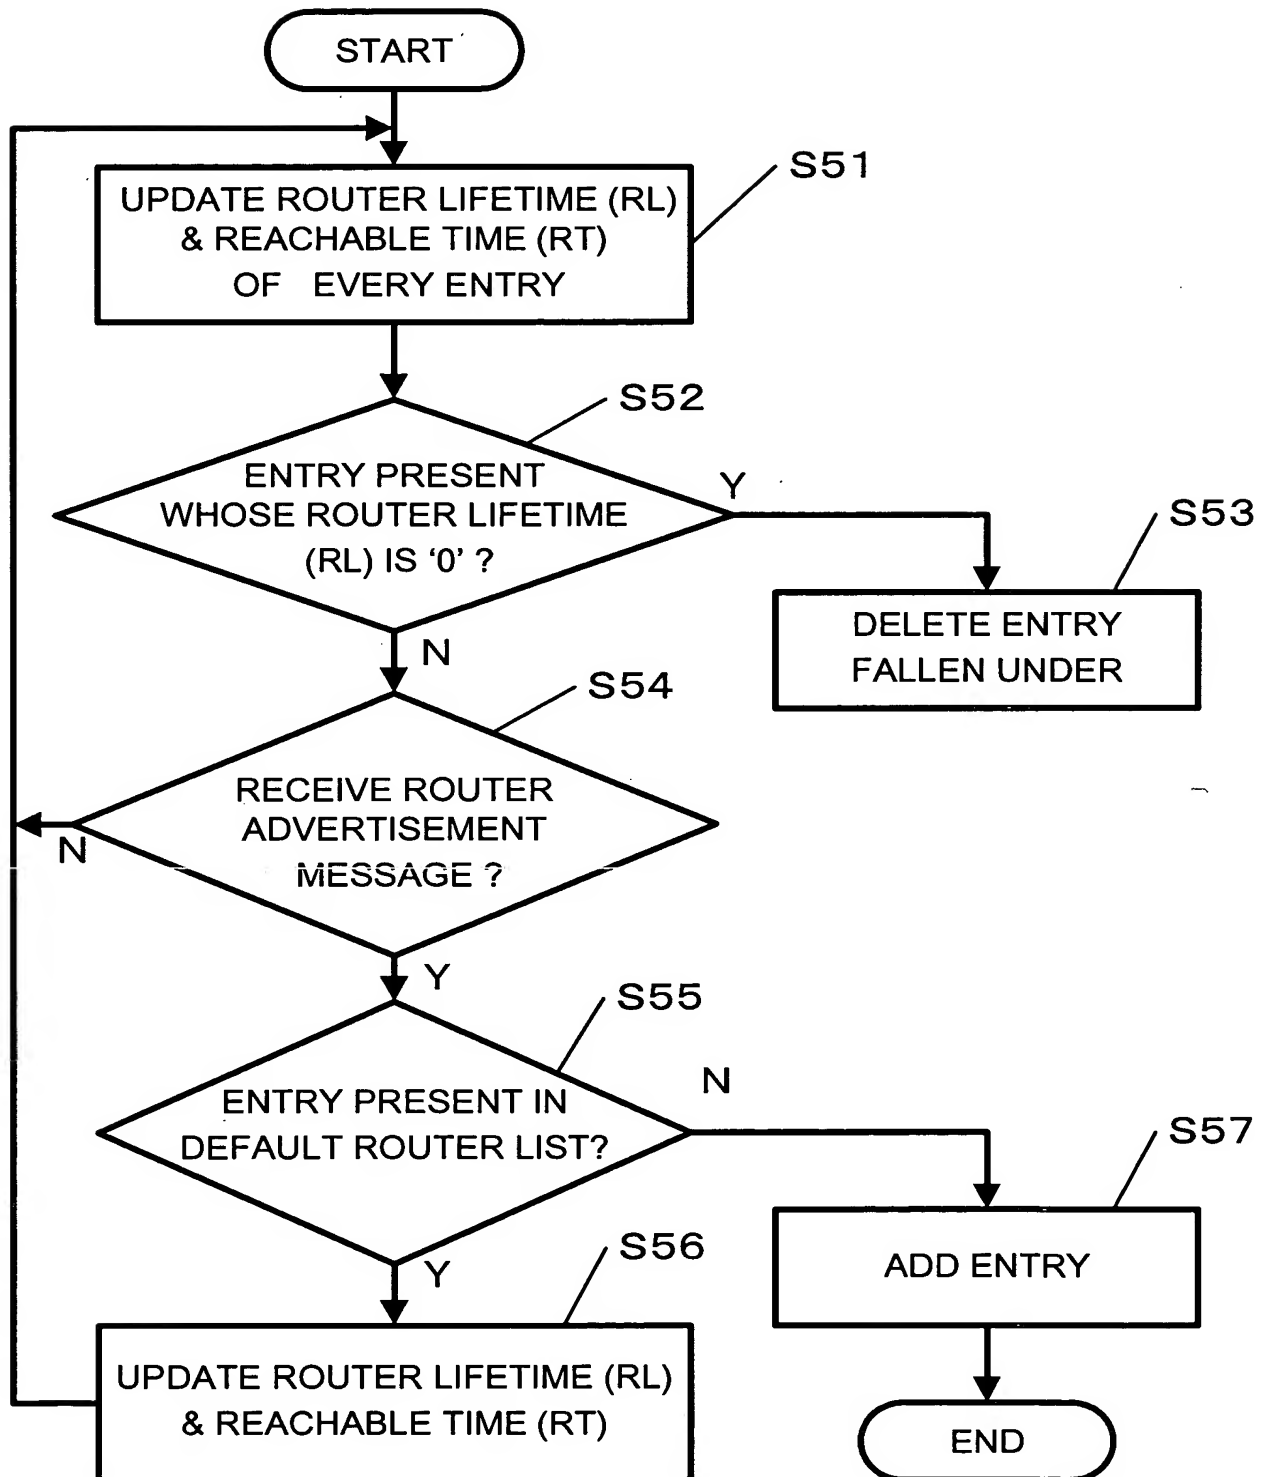 START
S51
UPDATE ROUTER LIFETIME (RL)
& REACHABLE TIME (RT)
OF EVERY ENTRY
S52
ENTRY PRESENT
WHOSE ROUTER LIFETIME
(RL) IS ‘0’ ?
Y
S53
DELETE ENTRY
FALLEN UNDER
N
S54
RECEIVE ROUTER
ADVERTISEMENT
MESSAGE ?
N
Y
S55
ENTRY PRESENT IN
DEFAULT ROUTER LIST?
N
S57
ADD ENTRY
Y
S56
UPDATE ROUTER LIFETIME (RL)
& REACHABLE TIME (RT)
END